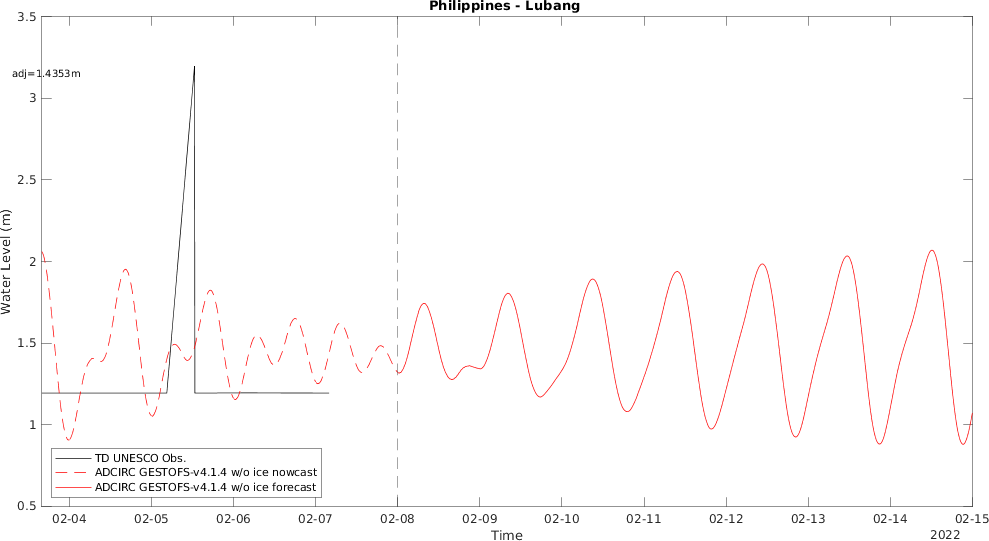 Philippines - Lubang
adj=1.4353m
Water Level (m)
3.5
3
2.5
2
1.5
1
0.5
TD UNESCO Obs.
ADCIRC GESTOFS-v4.1.4 w/o ice nowcast
ADCIRC GESTOFS-v4.1.4 w/o ice forecast
02-04 02-05 02-06 02-07 02-08 02-09 02-10 02-11 02-12 02-13 02-14 02-15
Time
2022